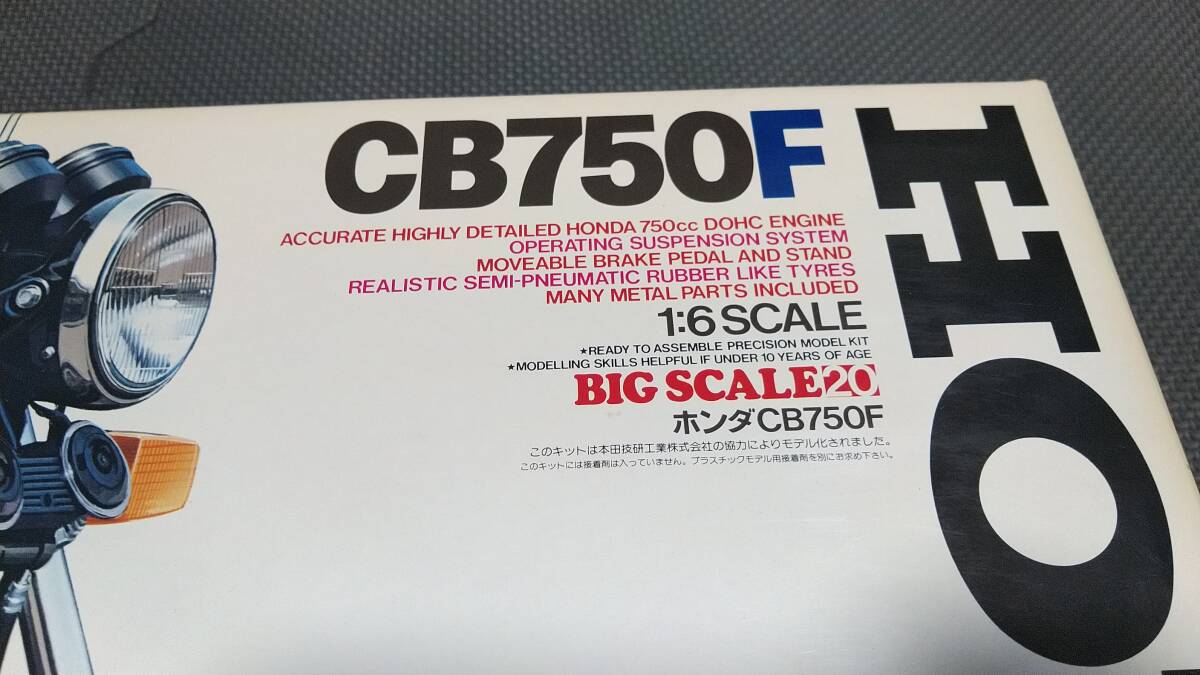 CB750F
ACCURATE HIGHLY DETAILED HONDA 750cc DOHC ENGINE
OPERATING SUSPENSION SYSTEM
MOVEABLE BRAKE PEDAL AND STAND
REALISTIC SEMI-PNEUMATIC RUBBER LIKE TYRES
MANY METAL PARTS INCLUDED
1:6 SCALE
★READY TO ASSEMBLE PRECISION MODEL KIT
★MODELLING SKILLS HELPFUL IF UNDER 10 YEARS OF AGE
BIG SCALE 20
ホンダCB750F
このキットは本田技研工業株式会社の協力によりモデル化されました。
このキットには接着剤は入っていません。プラスチックモデル用接着剤を別にお求め下さい。
HO